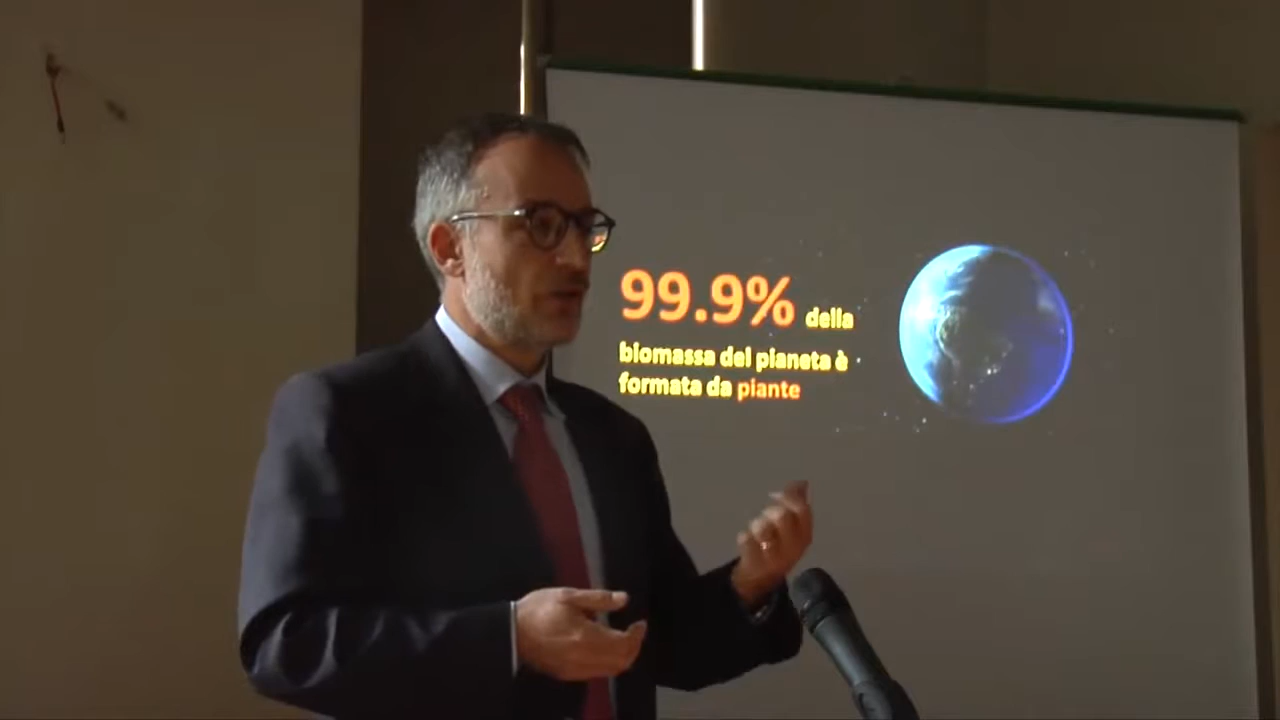 99.9% della
biomassa del pianeta è
formata da piante